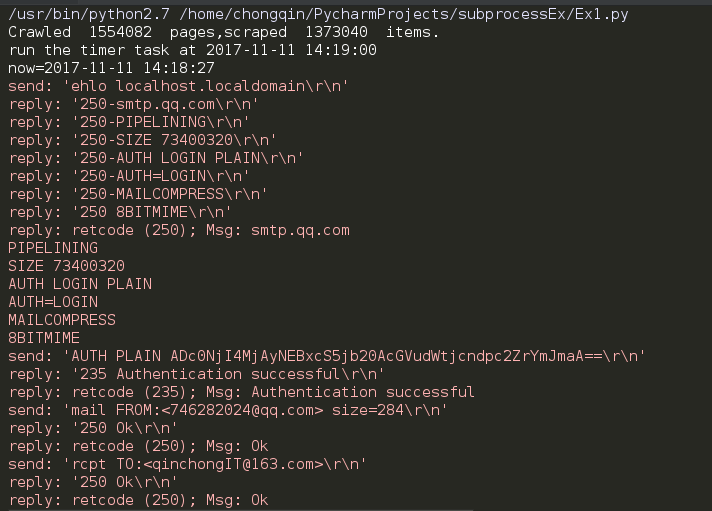 /usr/bin/python2.7 /home/chongqin/PycharmProjects/subprocessEx/Ex1.py
Crawled  1554082  pages,scraped  1373040  items.
run the timer task at 2017-11-11 14:19:00
now=2017-11-11 14:18:27
send: 'ehlo localhost.localdomain\r\n'
reply: '250-smtp.qq.com\r\n'
reply: '250-PIPELINING\r\n'
reply: '250-SIZE 73400320\r\n'
reply: '250-AUTH LOGIN PLAIN\r\n'
reply: '250-AUTH=LOGIN\r\n'
reply: '250-MAILCOMPRESS\r\n'
reply: '250 8BITMIME\r\n'
reply: retcode (250); Msg: smtp.qq.com
PIPELINING
SIZE 73400320
AUTH LOGIN PLAIN
AUTH=LOGIN
MAILCOMPRESS
8BITMIME
send: 'AUTH PLAIN ADc0NjI4MjAyNEBxcS5jb20AcGVudWtjcndpc2ZrYmJmaA==\r\n'
reply: '235 Authentication successful\r\n'
reply: retcode (235); Msg: Authentication successful
send: 'mail FROM:<746282024@qq.com> size=284\r\n'
reply: '250 Ok\r\n'
reply: retcode (250); Msg: Ok
send: 'rcpt TO:<qinchongIT@163.com>\r\n'
reply: '250 Ok\r\n'
reply: retcode (250); Msg: Ok